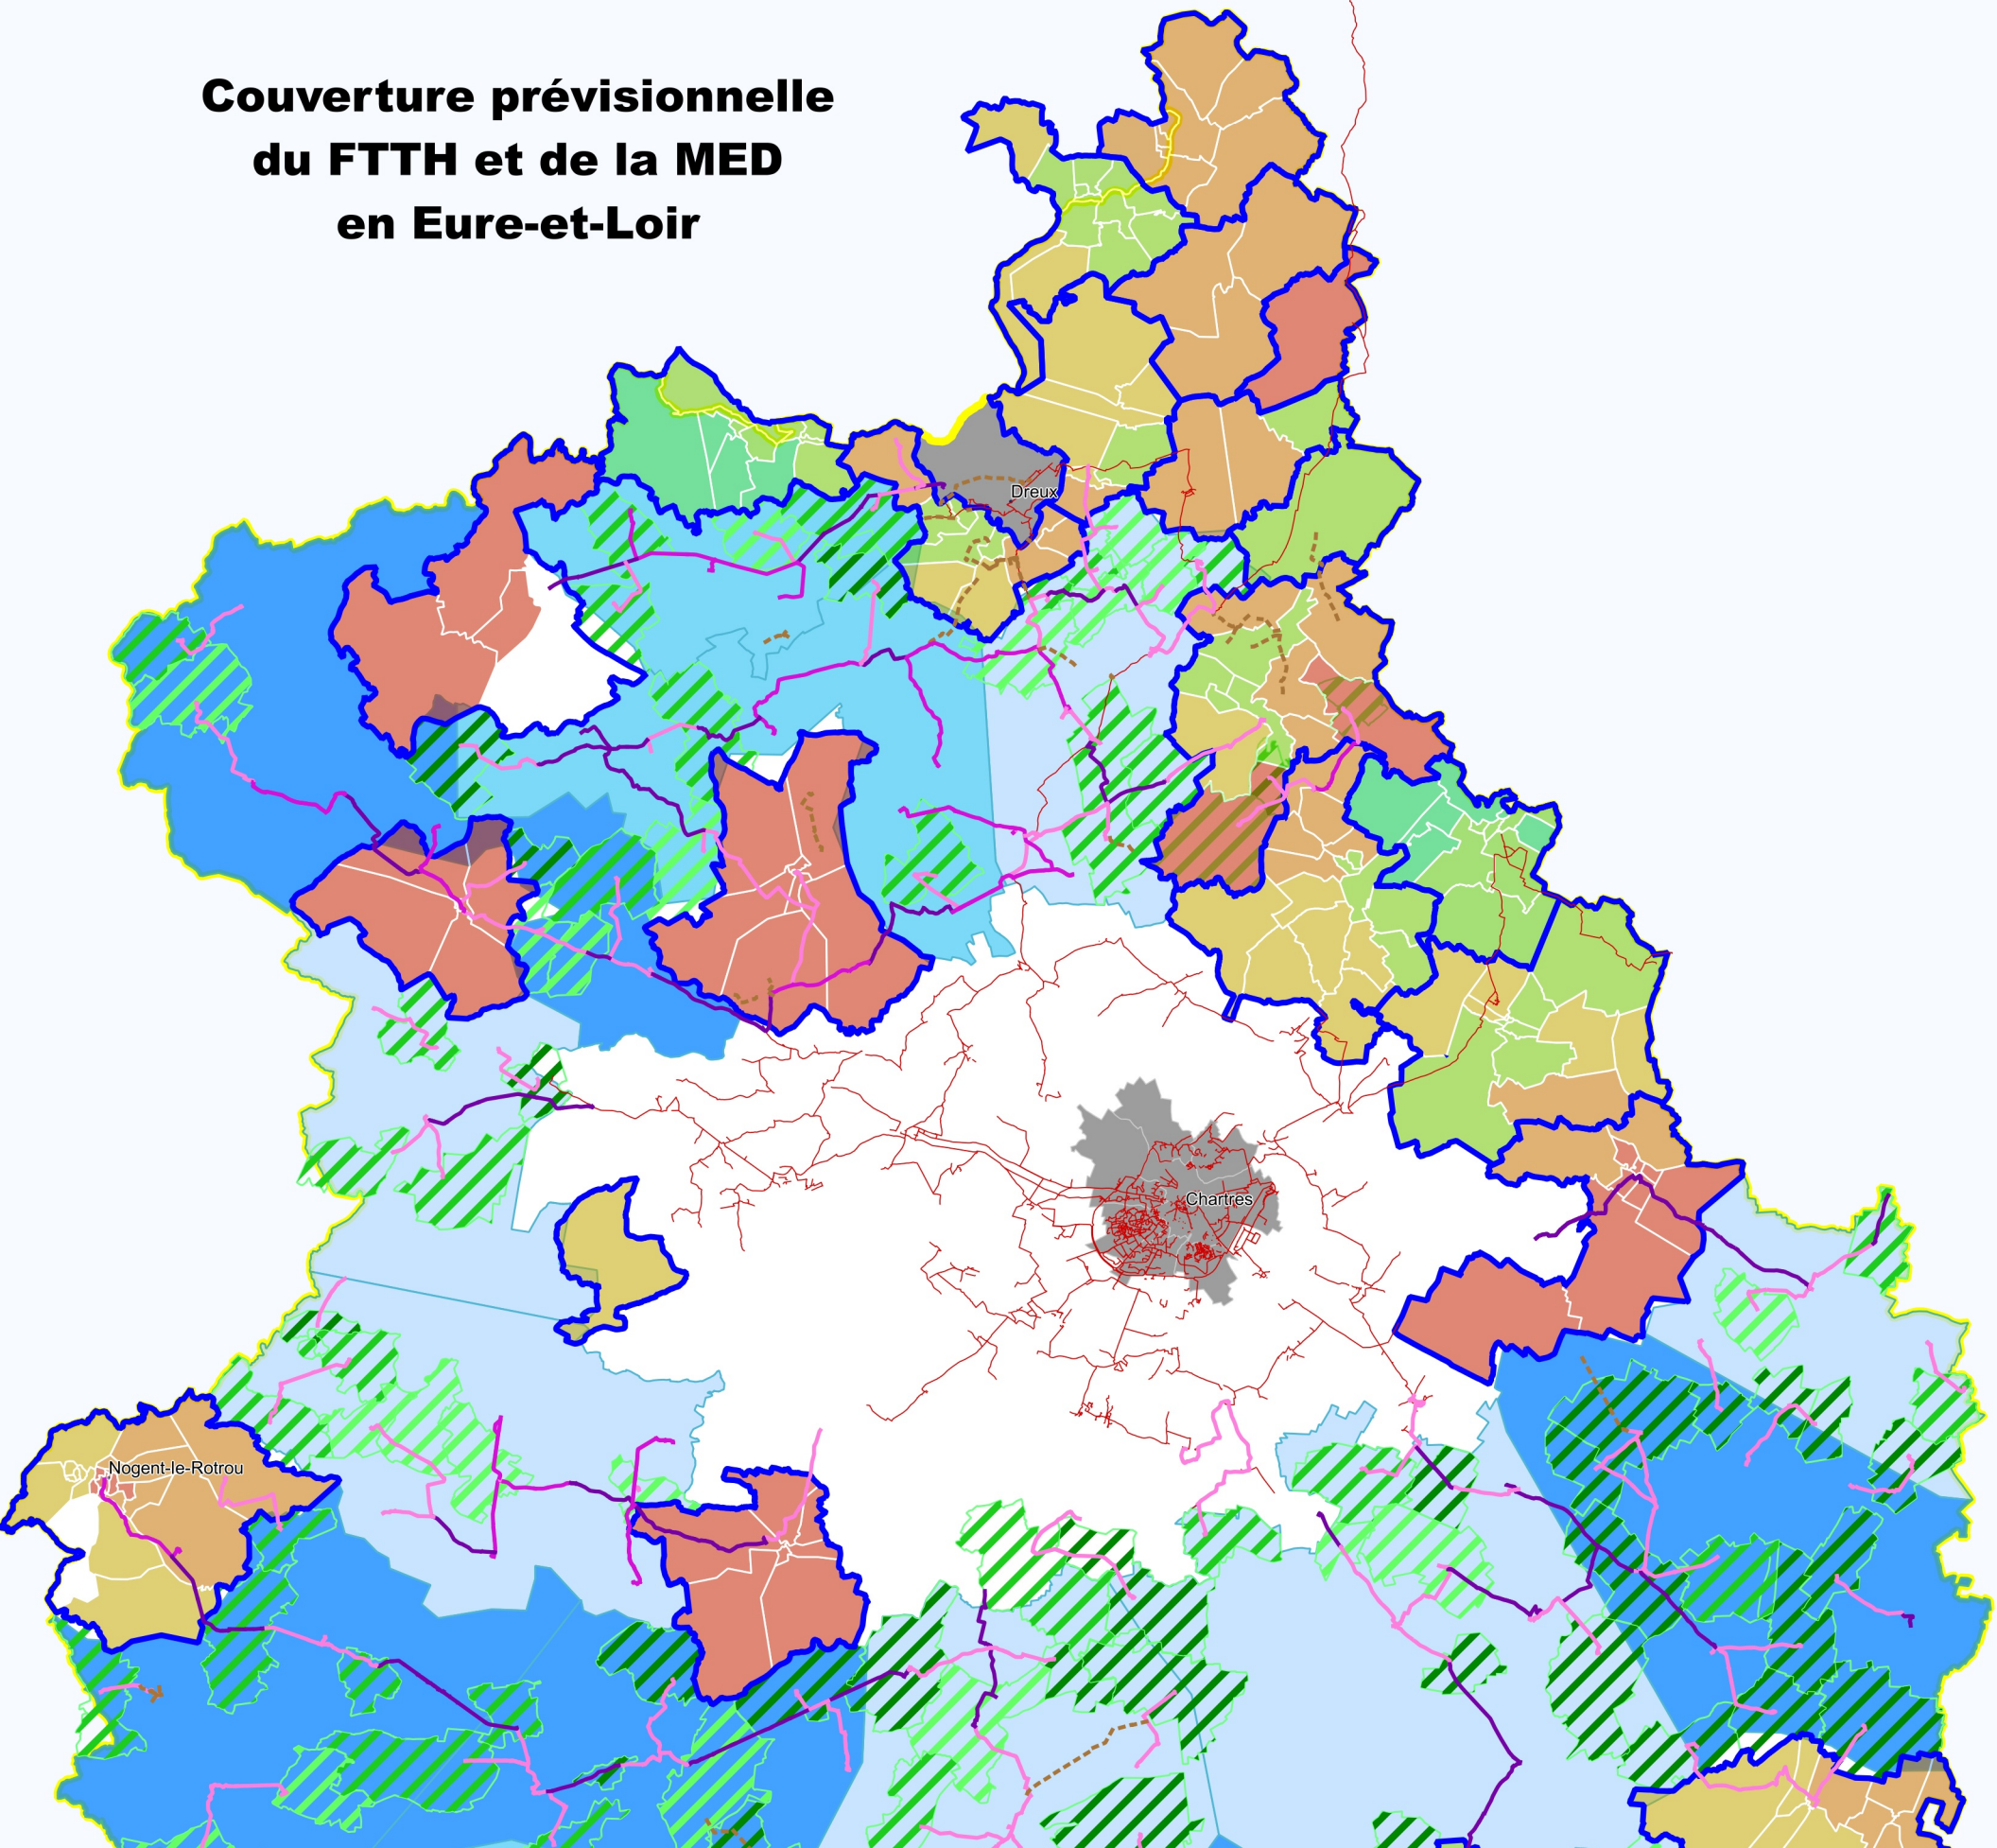 Couverture prévisionnelle
du FTTH et de la MED
en Eure-et-Loir
Dreux
Chartres
Nogent-le-Rotrou